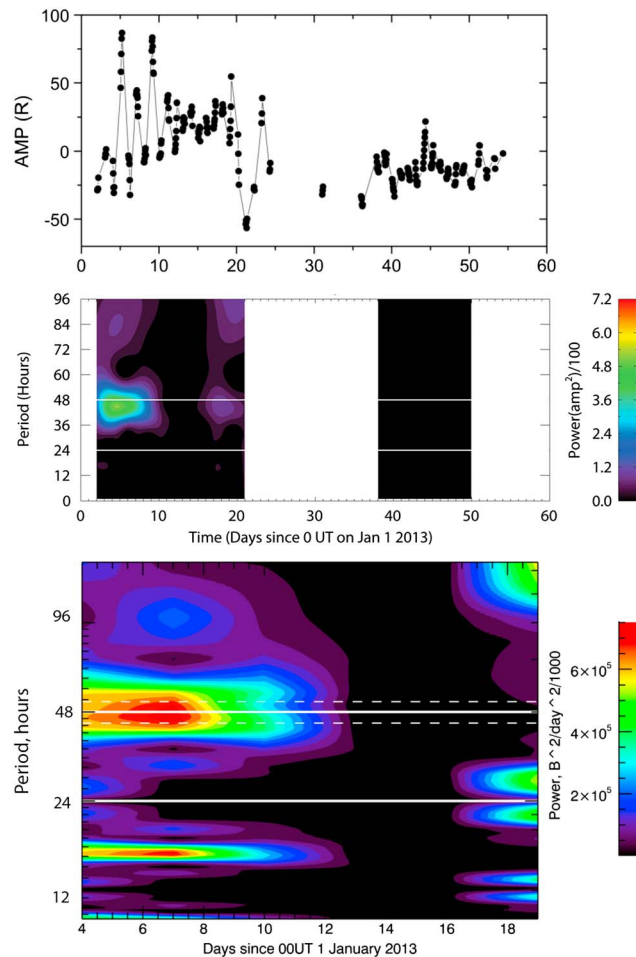 100
50
0
-50
AMP (R)
0 10 20 30 40 50 60
96
84
72
60
48
36
24
12
0
Period (Hours)
0 10 20 30 40 50 60
Time (Days since 0 UT on Jan 1 2013)
7.2
6.0
4.8
3.6
2.4
1.2
0.0
Power(amp²)/100
96
48
24
12
Period, hours
4 6 8 10 12 14 16 18
Days since 00UT 1 January 2013
Power, B^2/day^2/1000
6×10⁵
4×10⁵
2×10⁵